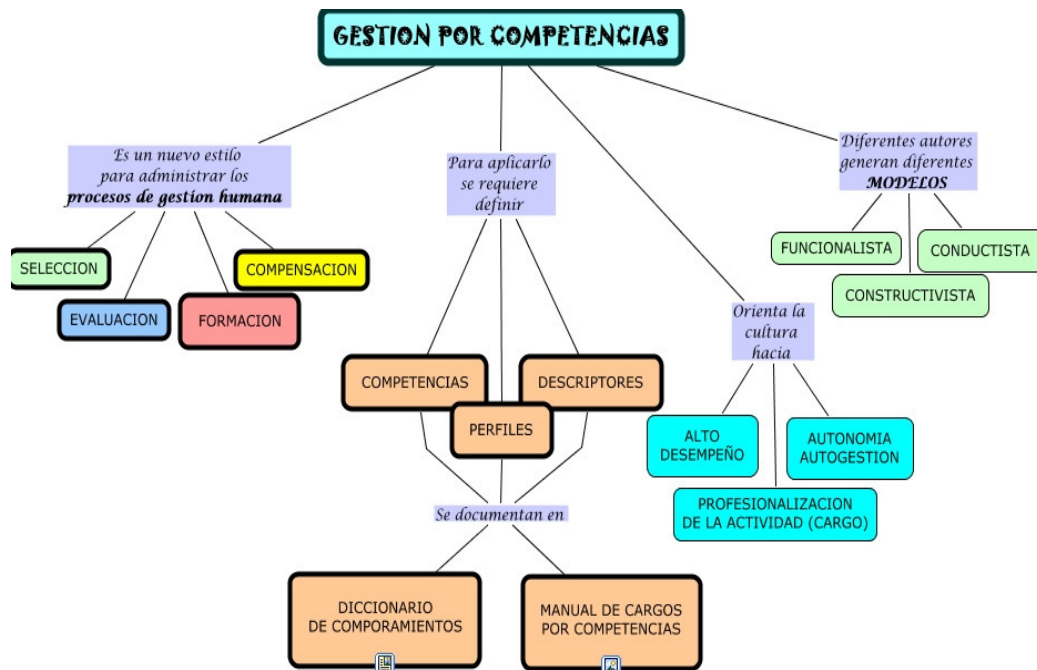 GESTION POR COMPETENCIAS
Es un nuevo estilo
para administrar los
procesos de gestion humana
SELECCION
COMPENSACION
EVALUACION
FORMACION
Para aplicarlo
se requiere
definir
COMPETENCIAS
DESCRIPTORES
PERFILES
Se documentan en
DICCIONARIO
DE COMPORAMIENTOS
MANUAL DE CARGOS
POR COMPETENCIAS
Orienta la
cultura
hacia
ALTO
DESEMPEÑO
AUTONOMIA
AUTOGESTION
PROFESIONALIZACION
DE LA ACTIVIDAD (CARGO)
Diferentes autores
generan diferentes
MODELOS
FUNCIONALISTA
CONDUCTISTA
CONSTRUCTIVISTA